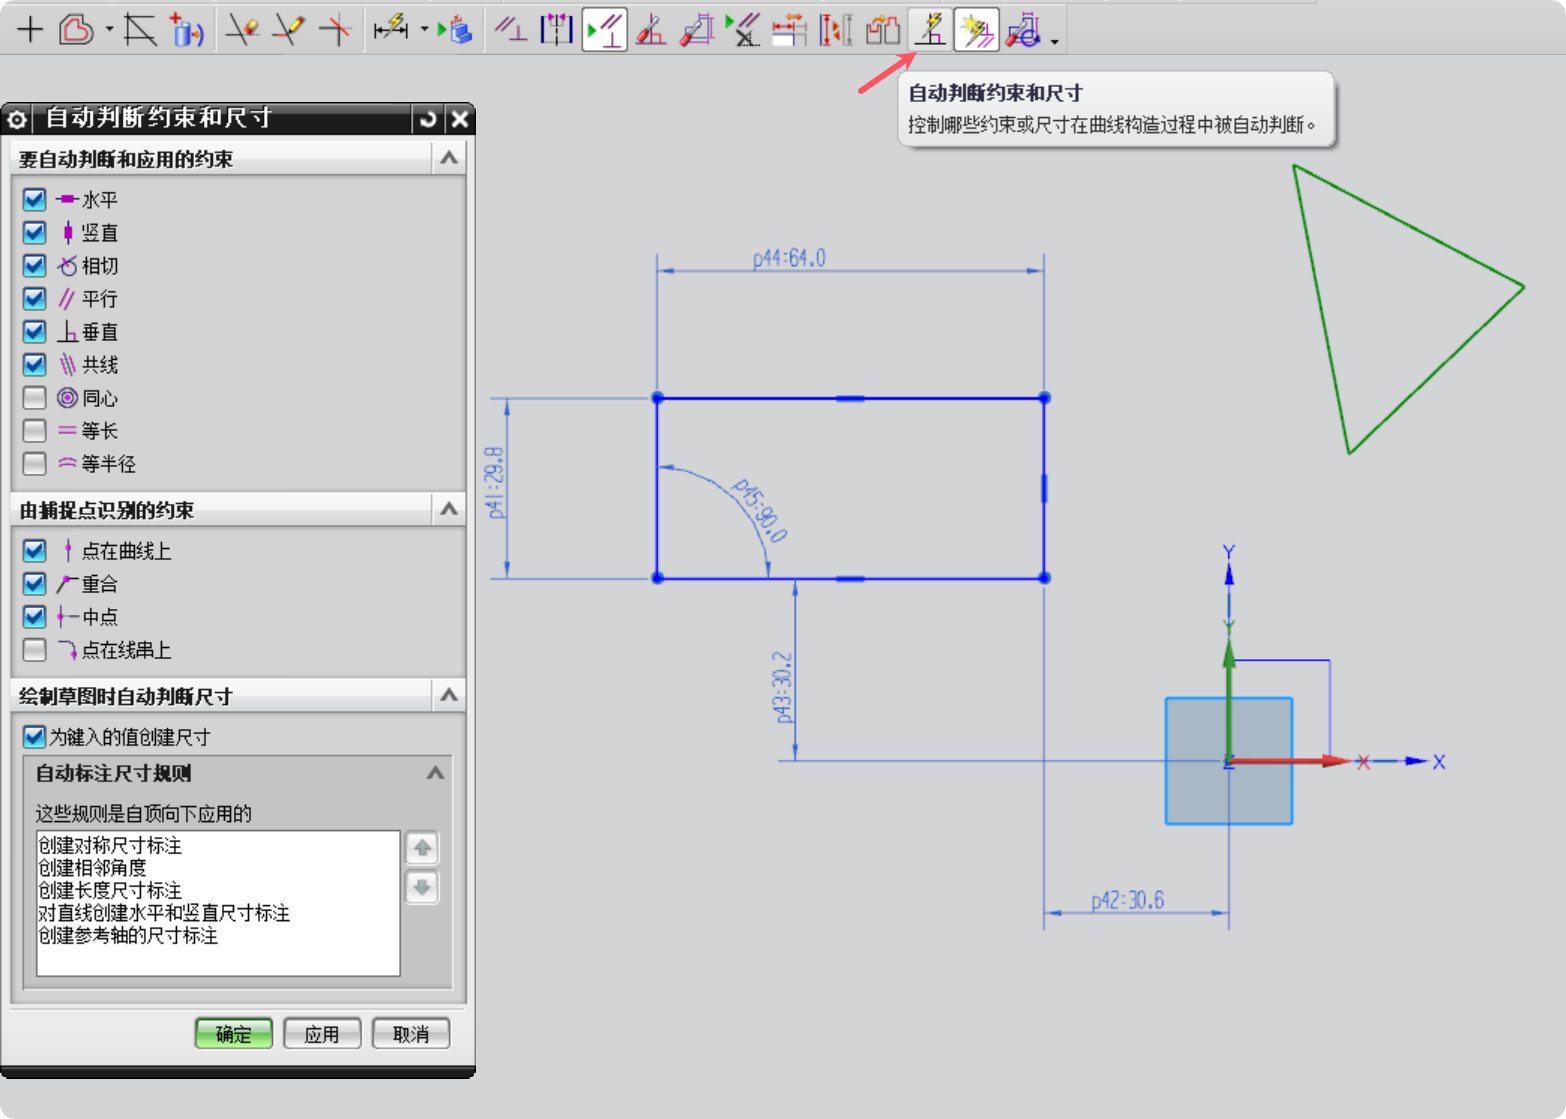 自动判断约束和尺寸
控制哪些约束或尺寸在曲线构造过程中被自动判断。
自动判断约束和尺寸
要自动判断和应用的约束
水平
竖直
相切
平行
垂直
共线
同心
等长
等半径
由捕捉点识别的约束
点在曲线上
重合
中点
点在线串上
绘制草图时自动判断尺寸
为键入的值创建尺寸
自动标注尺寸规则
这些规则是自顶向下应用的
创建对称尺寸标注
创建相邻角度
创建长度尺寸标注
对直线创建水平和竖直尺寸标注
创建参考轴的尺寸标注
确定
应用
取消
p44:64.0
p41:29.8
p45:90.0
p43:30.2
p42:30.6
Y
Y
Z
X
X